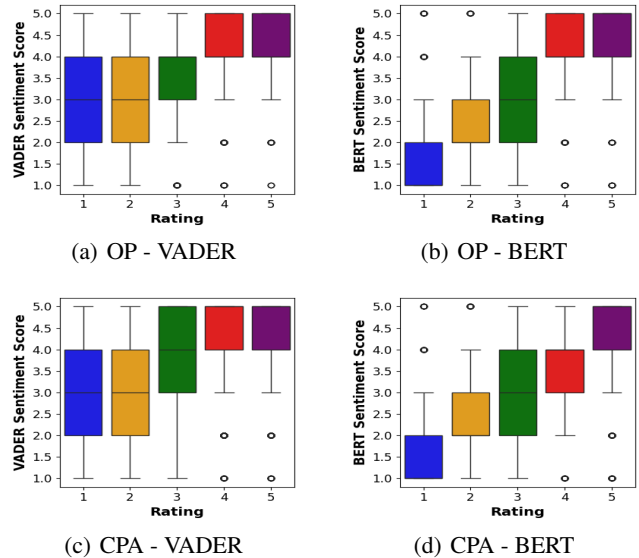 5.0
4.5
4.0
3.5
3.0
2.5
2.0
1.5
1.0
VADER Sentiment Score
1 2 3 4 5
Rating
(a) OP - VADER
5.0
4.5
4.0
3.5
3.0
2.5
2.0
1.5
1.0
BERT Sentiment Score
1 2 3 4 5
Rating
(b) OP - BERT
5.0
4.5
4.0
3.5
3.0
2.5
2.0
1.5
1.0
VADER Sentiment Score
1 2 3 4 5
Rating
(c) CPA - VADER
5.0
4.5
4.0
3.5
3.0
2.5
2.0
1.5
1.0
BERT Sentiment Score
1 2 3 4 5
Rating
(d) CPA - BERT